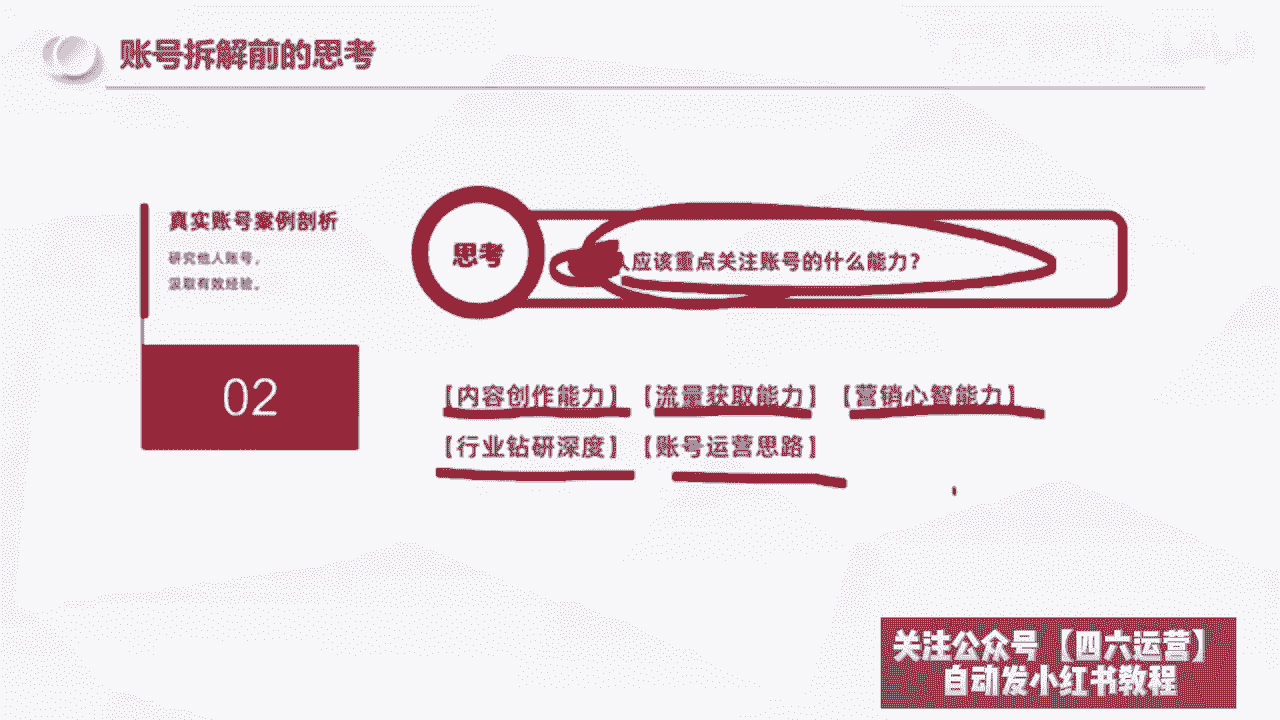 账号拆解前的思考
真实账号案例剖析
研究他人账号，
汲取有效经验。
02
思考
人应该重点关注账号的什么能力？
【内容创作能力】【流量获取能力】【营销心智能力】
【行业钻研深度】【账号运营思路】
关注公众号【四六运营】
自动发小红书教程